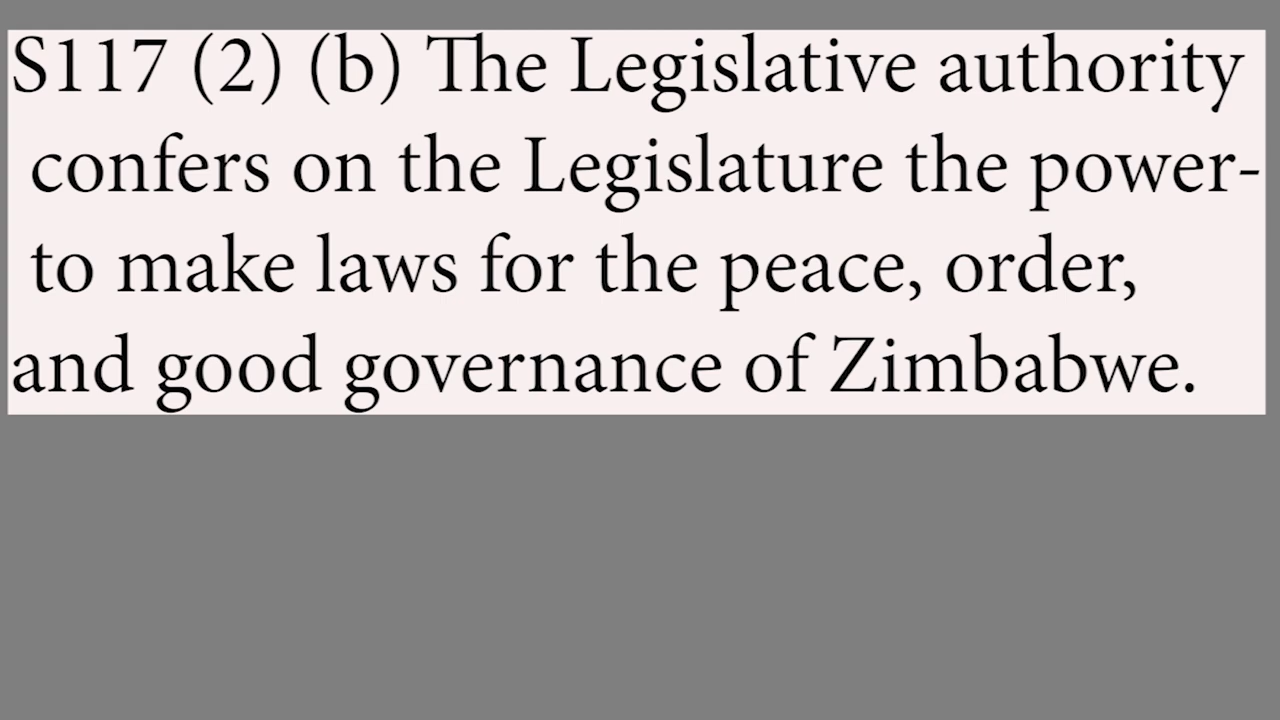 S117 (2) (b) The Legislative authority
confers on the Legislature the power-
to make laws for the peace, order,
and good governance of Zimbabwe.